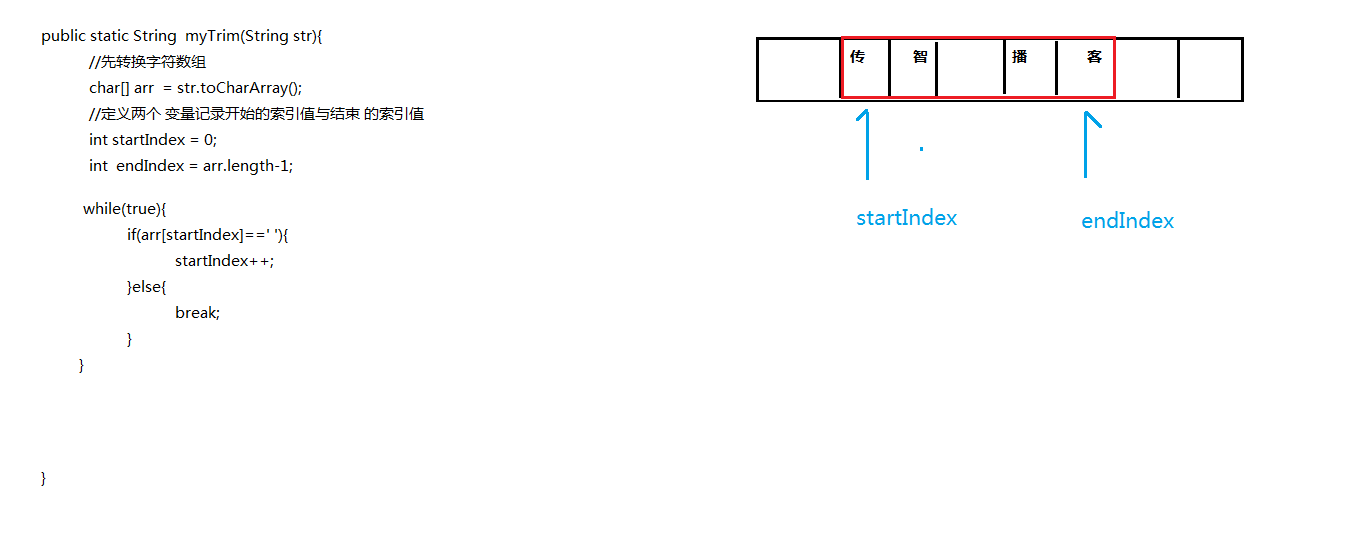 public static String  myTrim(String str){
//先转换字符数组
char[] arr  = str.toCharArray();
//定义两个 变量记录开始的索引值与结束 的索引值
int startIndex = 0;
int  endIndex = arr.length-1;
while(true){
if(arr[startIndex]==' '){
startIndex++;
}else{
break;
}
}
}
传 智 播 客
startIndex
endIndex